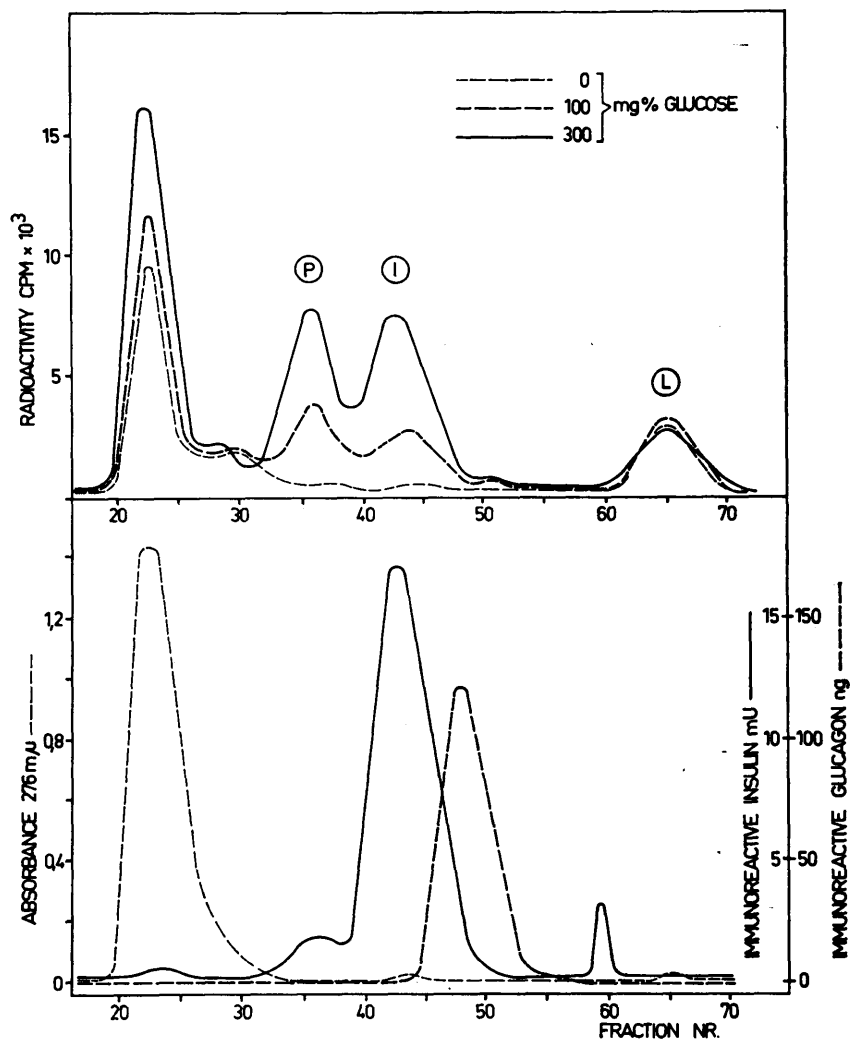 0
100 mg% GLUCOSE
300
RADIOACTIVITY CPM × 10³
15
10
5
P
I
L
20 30 40 50 60 70
ABSORBANCE 276 mµ
1,2
0,8
0,4
0
IMMUNOREACTIVE INSULIN mU
15
10
5
0
150
100
50
0
IMMUNOREACTIVE GLUCAGON ng
20 30 40 50 60 70
FRACTION NR.